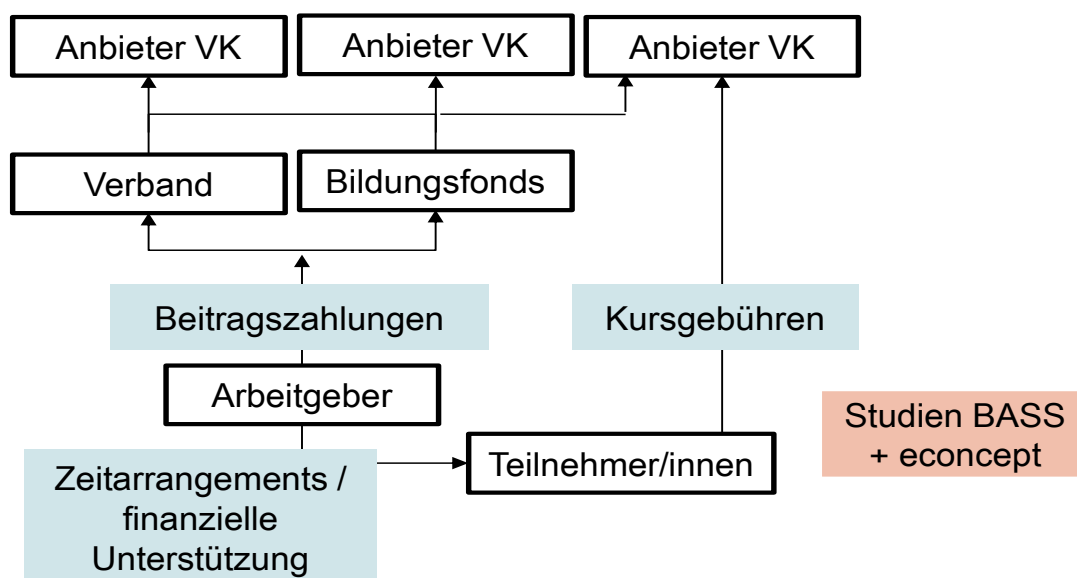 Anbieter VK
Anbieter VK
Anbieter VK
Verband
Bildungsfonds
Beitragszahlungen
Kursgebühren
Arbeitgeber
Studien BASS
+ econcept
Teilnehmer/innen
Zeitarrangements /
finanzielle
Unterstützung